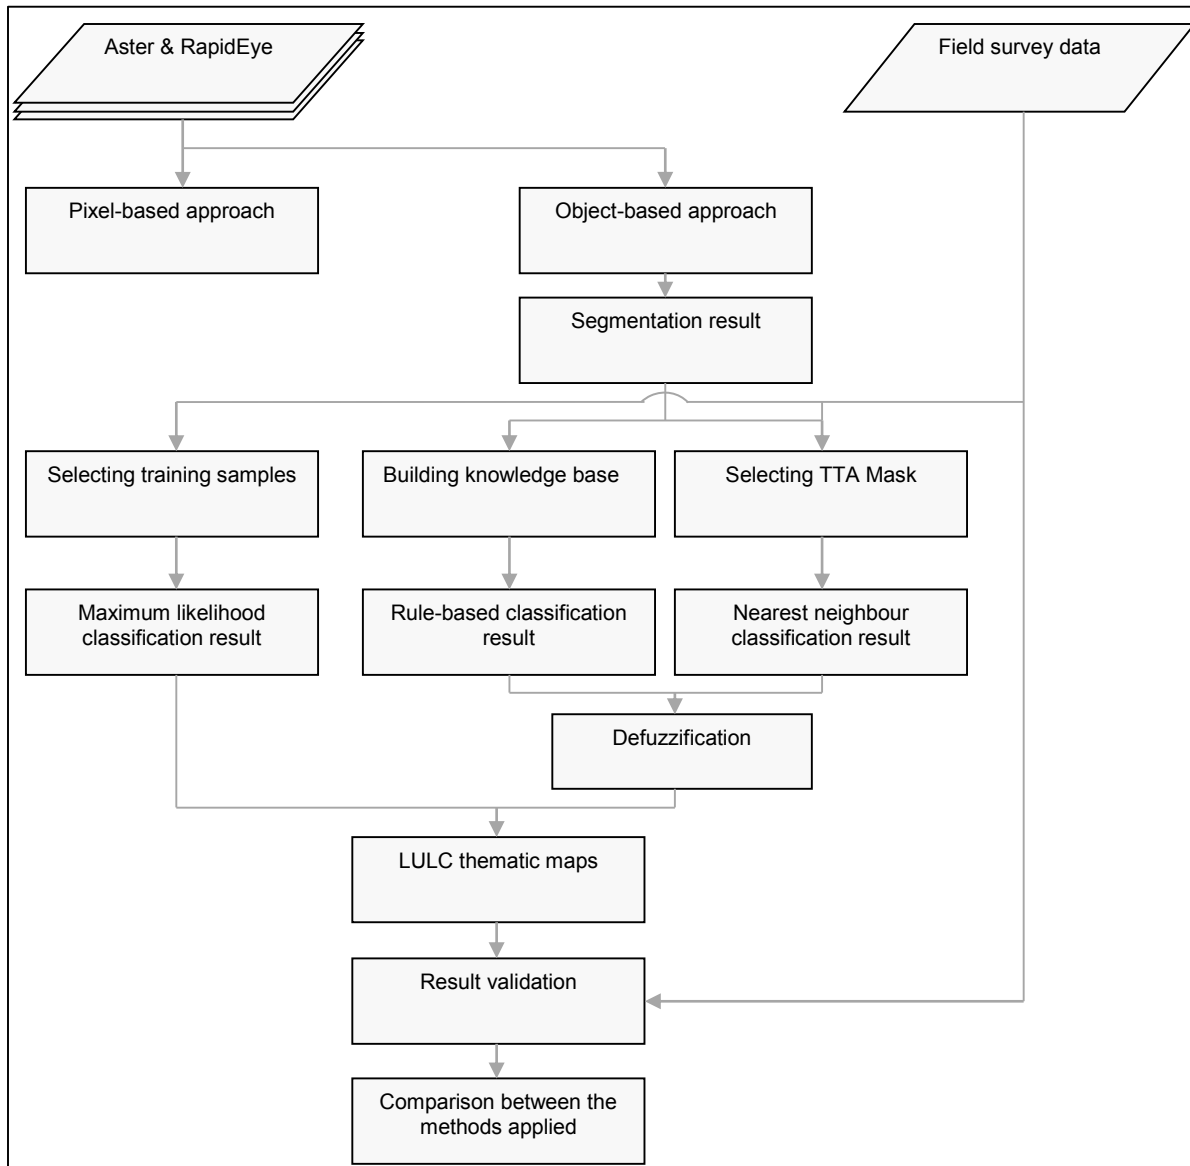 Aster & RapidEye
Field survey data
Pixel-based approach
Object-based approach
Segmentation result
Selecting training samples
Building knowledge base
Selecting TTA Mask
Maximum likelihood
classification result
Rule-based classification
result
Nearest neighbour
classification result
Defuzzification
LULC thematic maps
Result validation
Comparison between the
methods applied